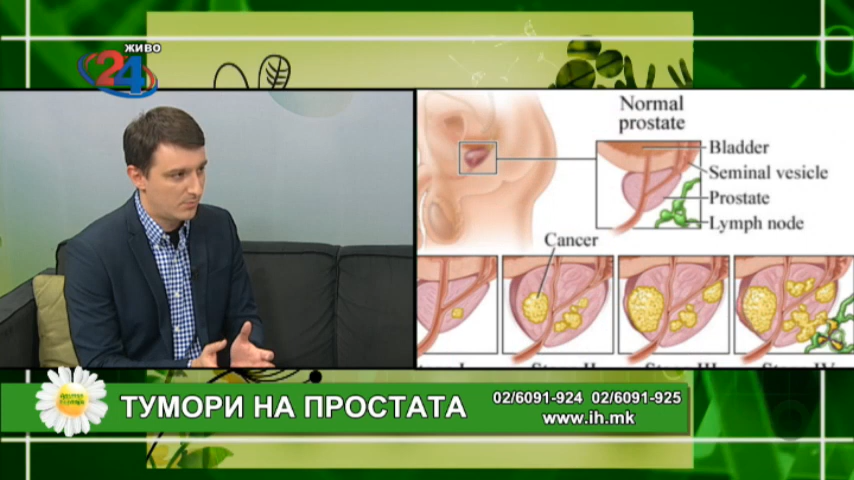 ЖИВО
24
Normal
prostate
Bladder
Seminal vesicle
Prostate
Lymph node
Cancer
ТУМОРИ НА ПРОСТАТА
02/6091-924 02/6091-925
www.ih.mk